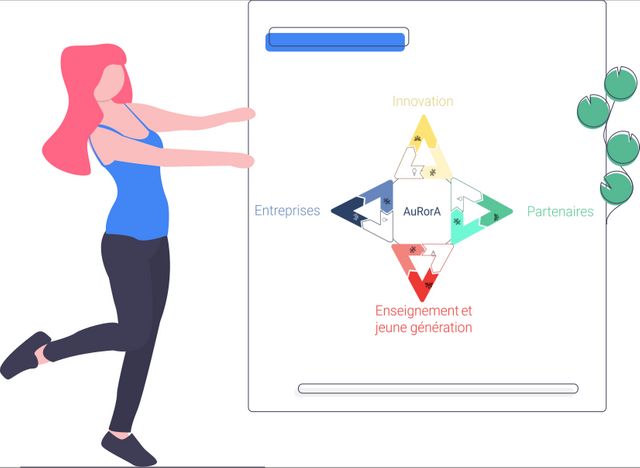 Innovation
Entreprises
AuRorA
Partenaires
Enseignement et
jeune génération